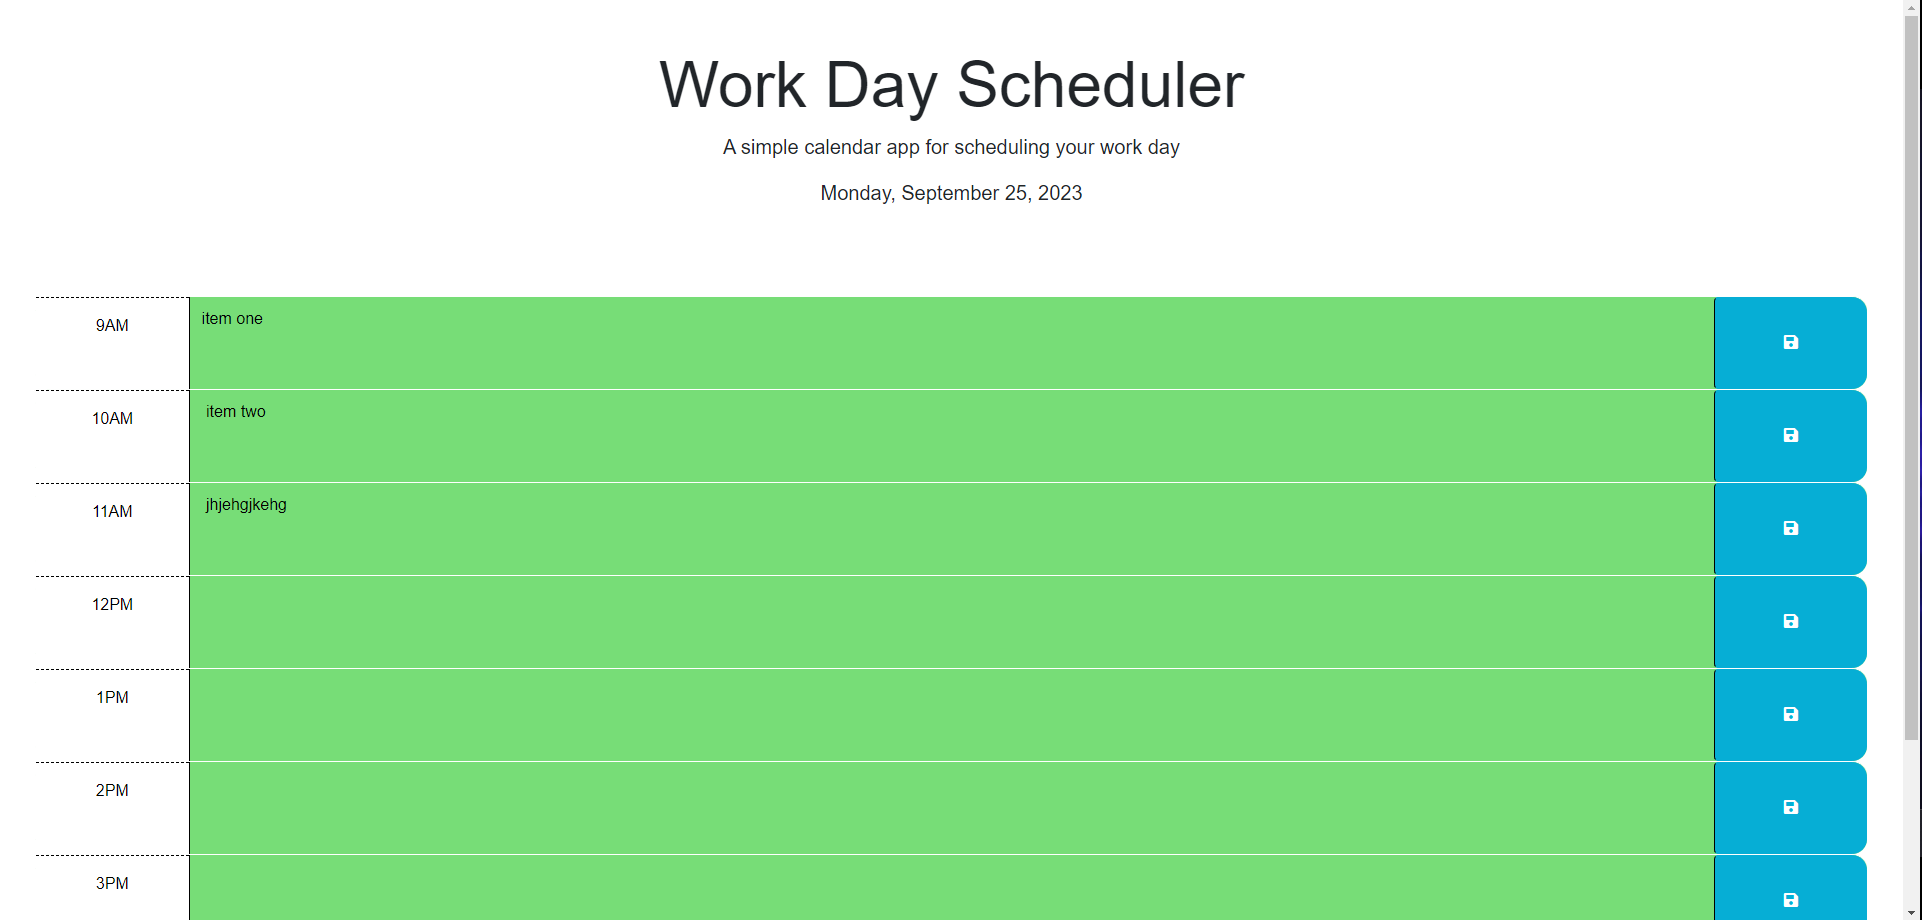 Work Day Scheduler
A simple calendar app for scheduling your work day
Monday, September 25, 2023
9AM
item one
10AM
item two
11AM
jhjehgjkehg
12PM
1PM
2PM
3PM